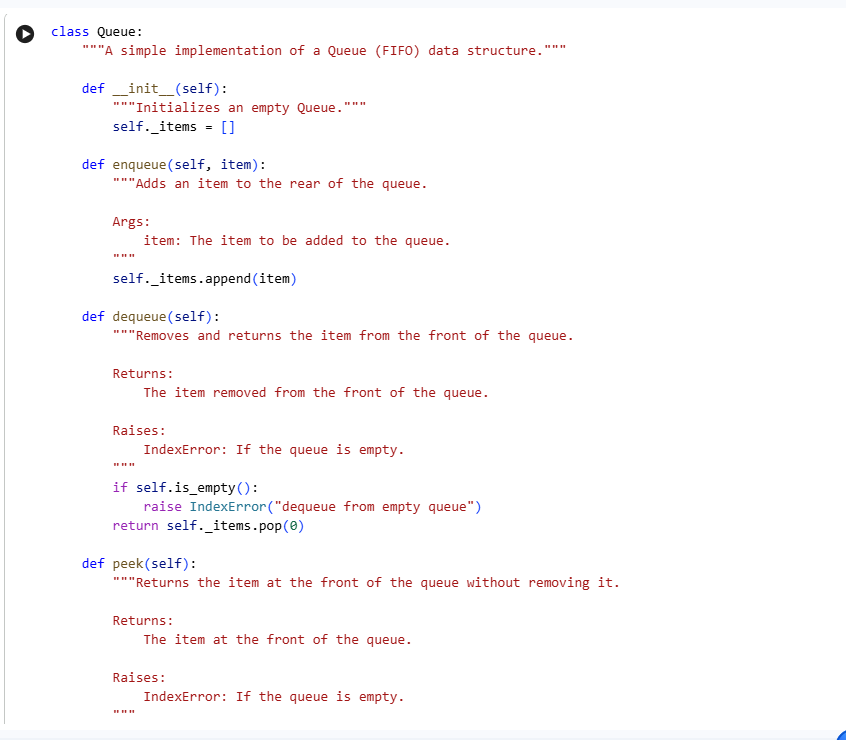 class Queue:
    """A simple implementation of a Queue (FIFO) data structure."""

    def __init__(self):
        """Initializes an empty Queue."""
        self._items = []

    def enqueue(self, item):
        """Adds an item to the rear of the queue.

        Args:
            item: The item to be added to the queue.
        """
        self._items.append(item)

    def dequeue(self):
        """Removes and returns the item from the front of the queue.

        Returns:
            The item removed from the front of the queue.

        Raises:
            IndexError: If the queue is empty.
        """
        if self.is_empty():
            raise IndexError("dequeue from empty queue")
        return self._items.pop(0)

    def peek(self):
        """Returns the item at the front of the queue without removing it.

        Returns:
            The item at the front of the queue.

        Raises:
            IndexError: If the queue is empty.
        """